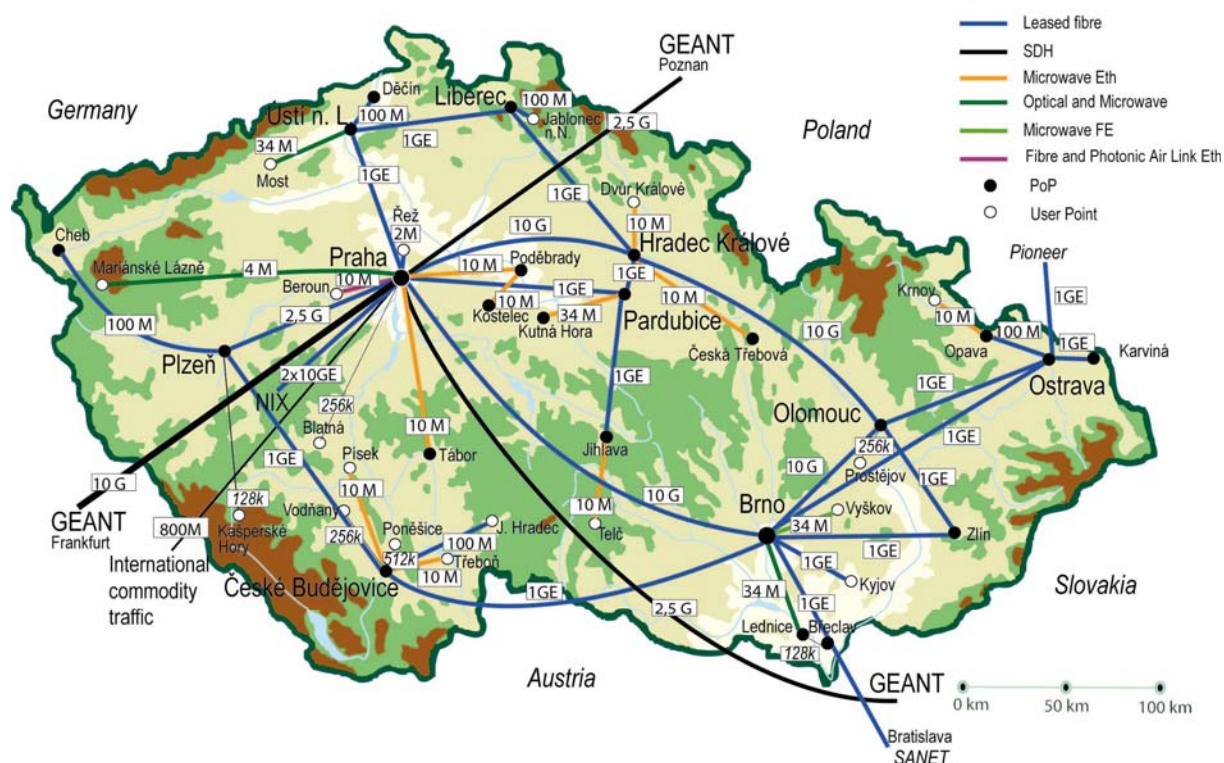 Leased fibre
SDH
Microwave Eth
Optical and Microwave
Microwave FE
Fibre and Photonic Air Link Eth
PoP
User Point
GEANT
Poznan
Germany
Děčín
Ústí n. L
100 M
Liberec
100 M
Jablonec
n.N.
2,5 G
Poland
34 M
Most
1GE
1GE
1GE
Dvůr Králové
10 M
Řež
2M
10 G
Hradec Králové
Cheb
Praha
Mariánské Lázně
4 M
Beroun
10 M
10 M
Poděbrady
1GE
1GE
Pioneer
1GE
Krnov
10 M
100 M
Opava
1GE
Karviná
Ostrava
10 M
Kostelec
34 M
Kutná Hora
Pardubice
10 M
Česká Třebová
10 G
100 M
2,5 G
Plzeň
2x10GE
NIX
256k
Blatná
1GE
1GE
Olomouc
1GE
256k
Prostějov
1GE
1GE
10 M
Tábor
Jihlava
Písek
10 M
Vodňany
256k
10 G
10 G
Brno
34 M
Vyškov
1GE
Zlín
10 G
GEANT
Frankfurt
128k
Kašperské
Hory
800M
International
commodity
traffic
Poněšice
512k
100 M
J. Hradec
Třeboň
10 M
10 M
Telč
České Budějovice
1GE
2,5 G
1GE
Kyjov
34 M
1GE
Lednice
Břeclav
128k
Slovakia
Austria
GEANT
0 km
50 km
100 km
Bratislava
SANET